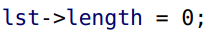 lst->length = 0;